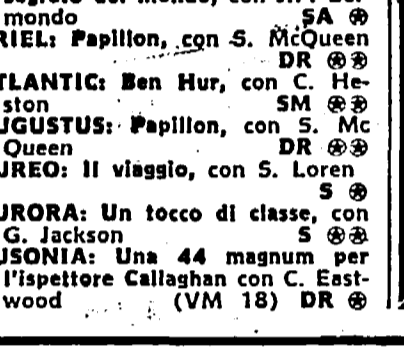 mondo SA ⍟
RIEL: Papillon, con S. McQueen
DR ⍟⍟
TLANTIC: Ben Hur, con C. He-
ston SM ⍟⍟
UGUSTUS: Papillon, con S. Mc
Queen DR ⍟⍟
UREO: Il viaggio, con S. Loren
S ⍟
URORA: Un tocco di classe, con
G. Jackson S ⍟⍟
USONIA: Una 44 magnum per
l'ispettore Callaghan con C. East-
wood (VM 18) DR ⍟